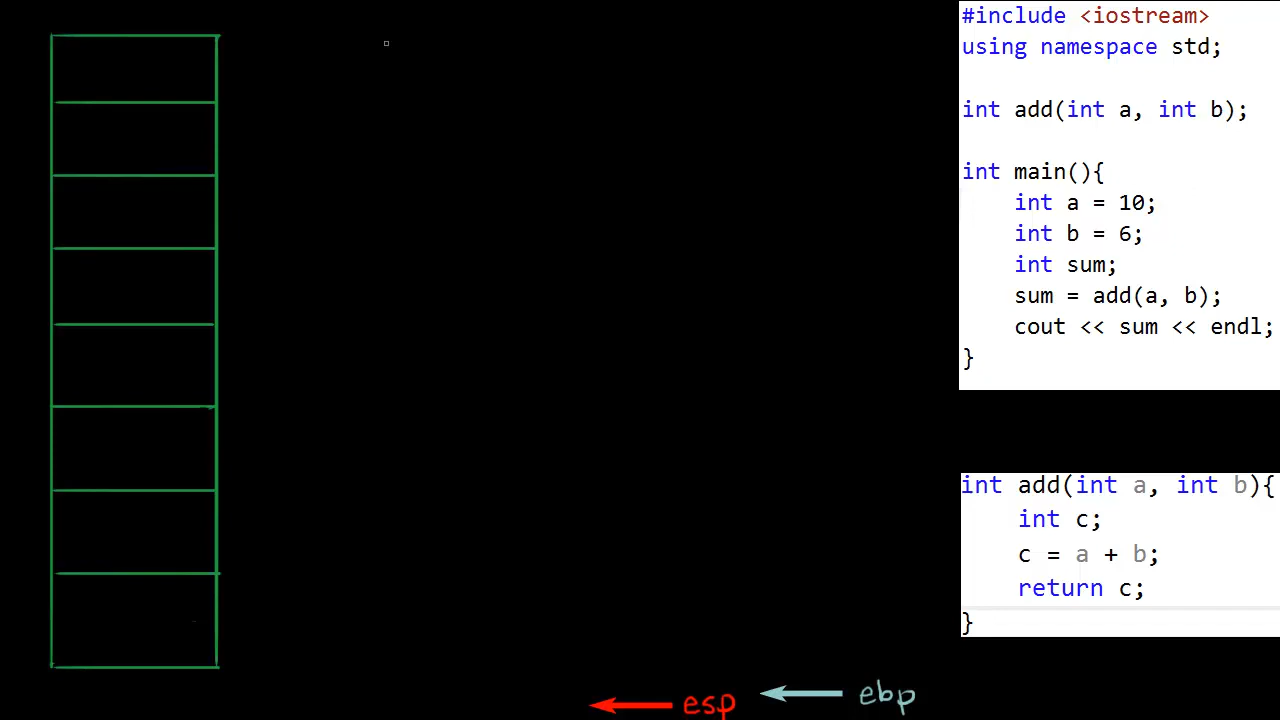 #include <iostream>
using namespace std;
int add(int a, int b);
int main(){
int a = 10;
int b = 6;
int sum;
sum = add(a, b);
cout << sum << endl;
}
int add(int a, int b){
int c;
c = a + b;
return c;
}
esp
ebp